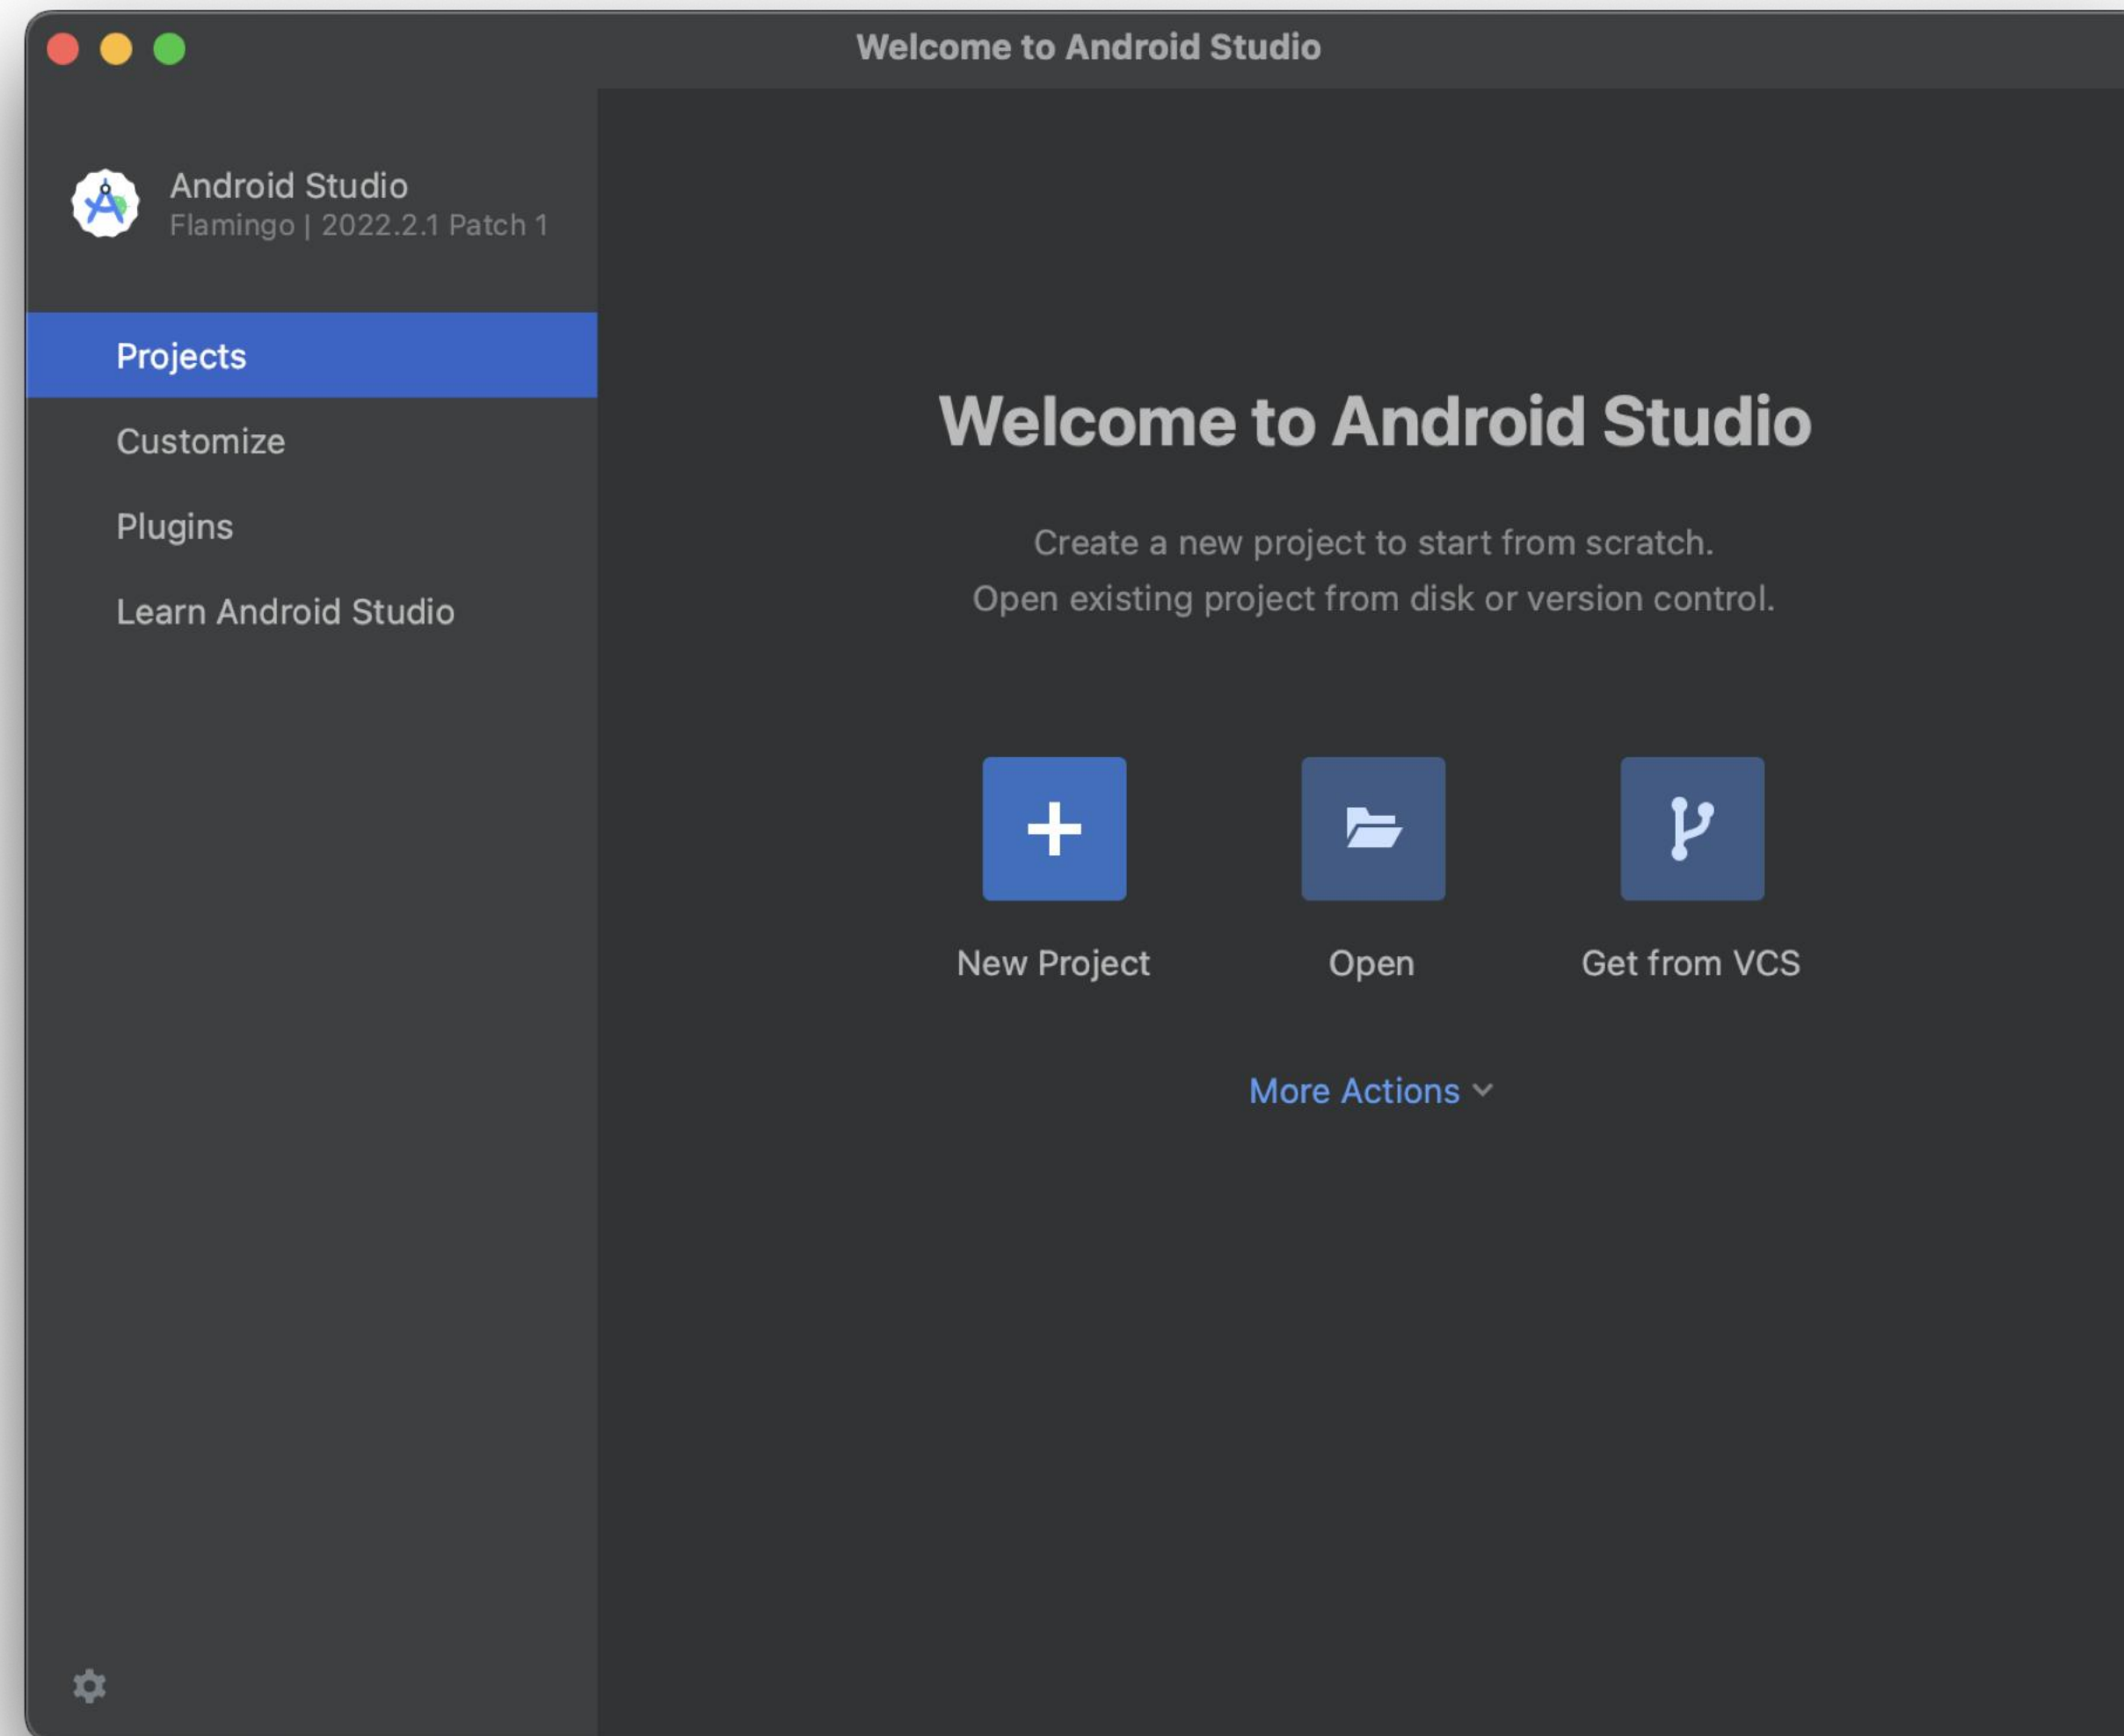 Welcome to Android Studio
Android Studio
Flamingo | 2022.2.1 Patch 1
Projects
Customize
Plugins
Learn Android Studio
Welcome to Android Studio
Create a new project to start from scratch.
Open existing project from disk or version control.
New Project
Open
Get from VCS
More Actions